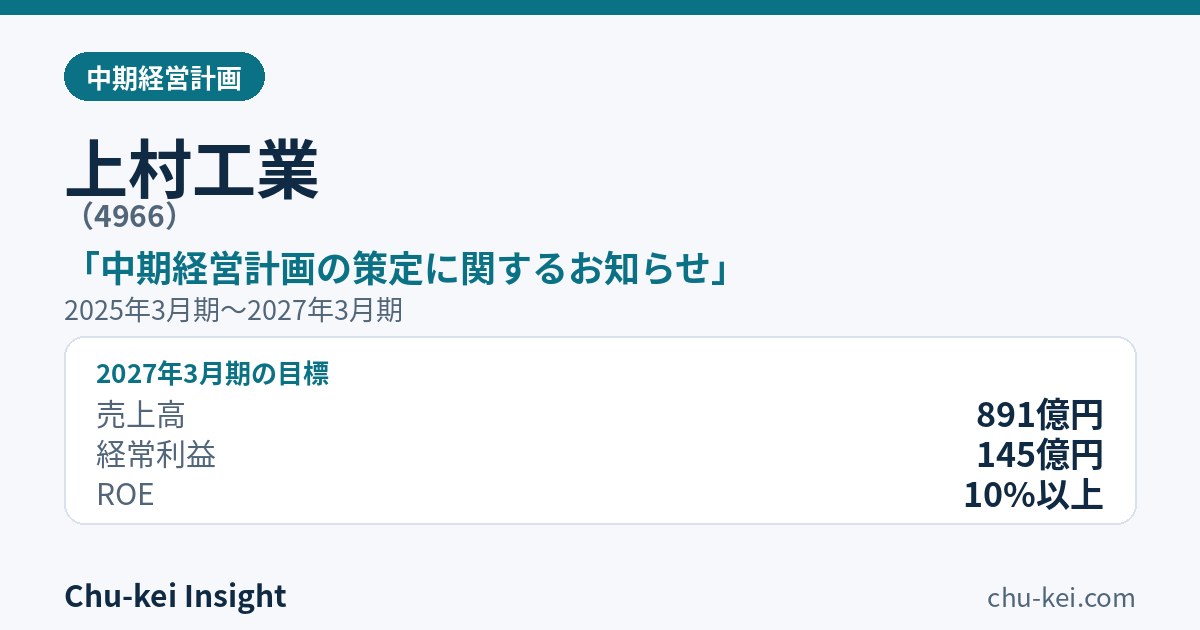 中期経営計画
上村工業
（4966）
「中期経営計画の策定に関するお知らせ」
2025年3月期～2027年3月期
2027年3月期の目標
売上高 891億円
経常利益 145億円
ROE 10%以上
Chu-kei Insight chu-kei.com